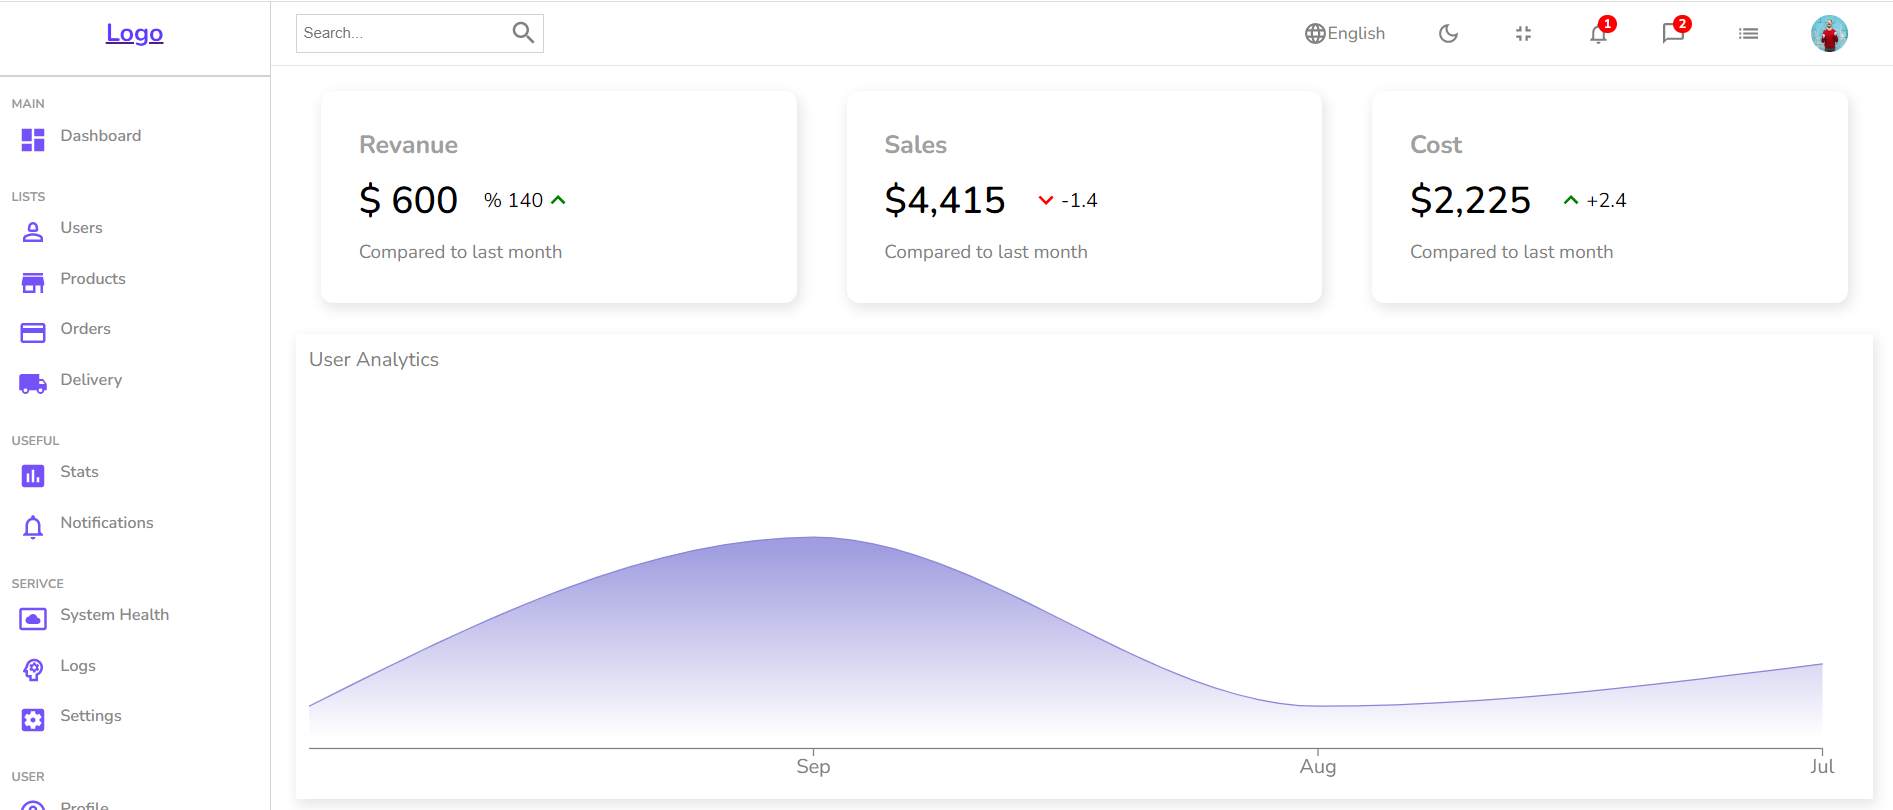 Logo
Search...
English
1
2
MAIN
Dashboard
LISTS
Users
Products
Orders
Delivery
USEFUL
Stats
Notifications
SERIVCE
System Health
Logs
Settings
USER
Profile
Revanue
$ 600 % 140
Compared to last month
Sales
$4,415 -1.4
Compared to last month
Cost
$2,225 +2.4
Compared to last month
User Analytics
Sep Aug Jul